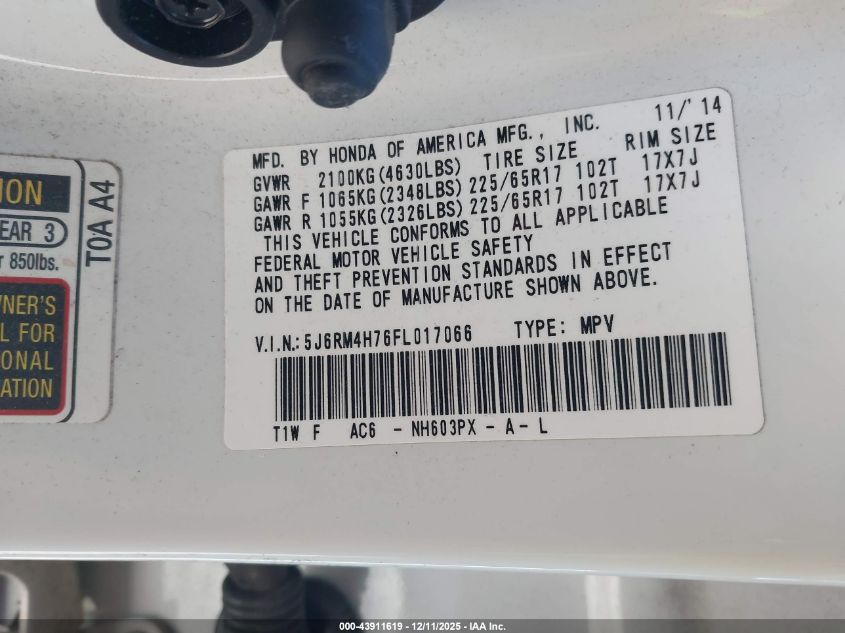 ION
EAR 3
r 850lbs.
WNER'S
L FOR
IONAL
ATION
T0A A4
11/'14
MFD. BY HONDA OF AMERICA MFG., INC.
GVWR 2100KG(4630LBS) TIRE SIZE RIM SIZE
GAWR F 1065KG(2348LBS) 225/65R17 102T 17X7J
GAWR R 1055KG(2326LBS) 225/65R17 102T 17X7J
THIS VEHICLE CONFORMS TO ALL APPLICABLE
FEDERAL MOTOR VEHICLE SAFETY
AND THEFT PREVENTION STANDARDS IN EFFECT
ON THE DATE OF MANUFACTURE SHOWN ABOVE.
V.I.N.: 5J6RM4H76FL017066 TYPE: MPV
T1W F AC6 - NH603PX - A - L
000-43911619 - 12/11/2025 - IAA Inc.